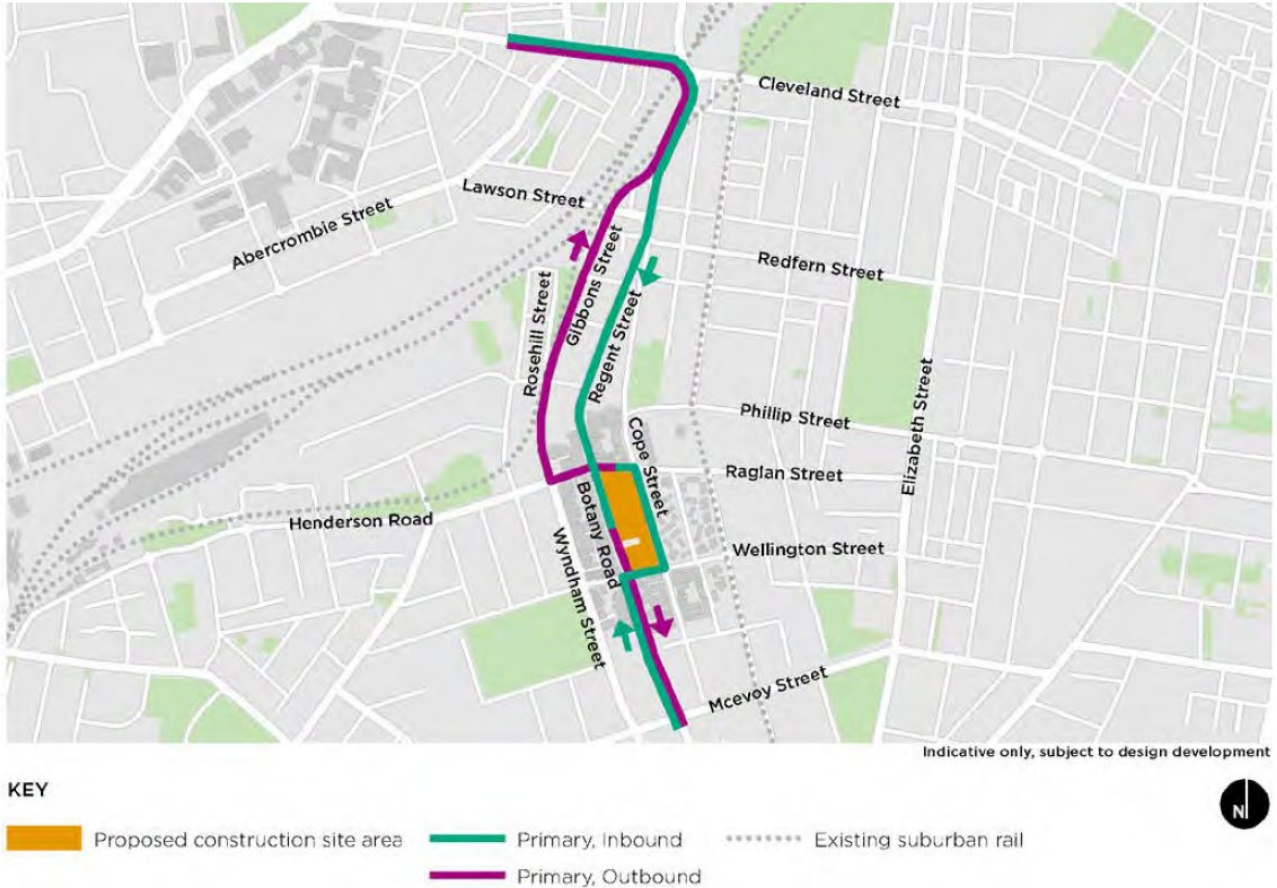 Cleveland Street
Lawson Street
Abercrombie Street
Redfern Street
Gibbons Street
Rosehill Street
Regent Street
Elizabeth Street
Phillip Street
Cope Street
Raglan Street
Botany Road
Henderson Road
Wellington Street
Wyndham Street
Mcevoy Street
Indicative only, subject to design development
KEY
N
Proposed construction site area
Primary, Inbound
Existing suburban rail
Primary, Outbound